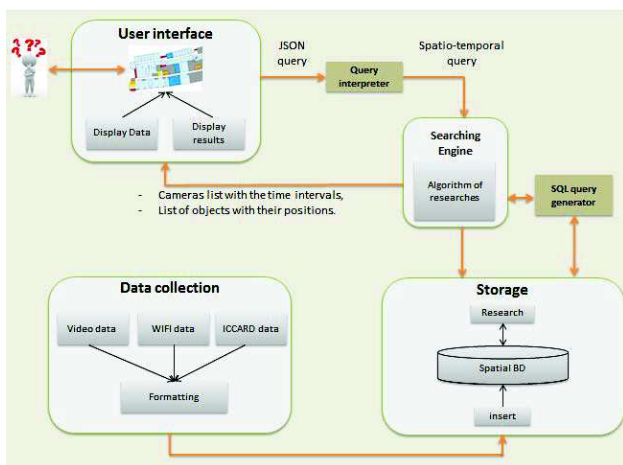 User interface
? ? ? ?
Display Data
Display
results
JSON
query
Query
interpreter
Spatio-temporal
query
Searching
Engine
Algorithm of
researches
SQL query
generator
- Cameras list with the time intervals,
- List of objects with their positions.
Data collection
Video data
WIFI data
ICCARD data
Formatting
Storage
Research
Spatial BD
insert